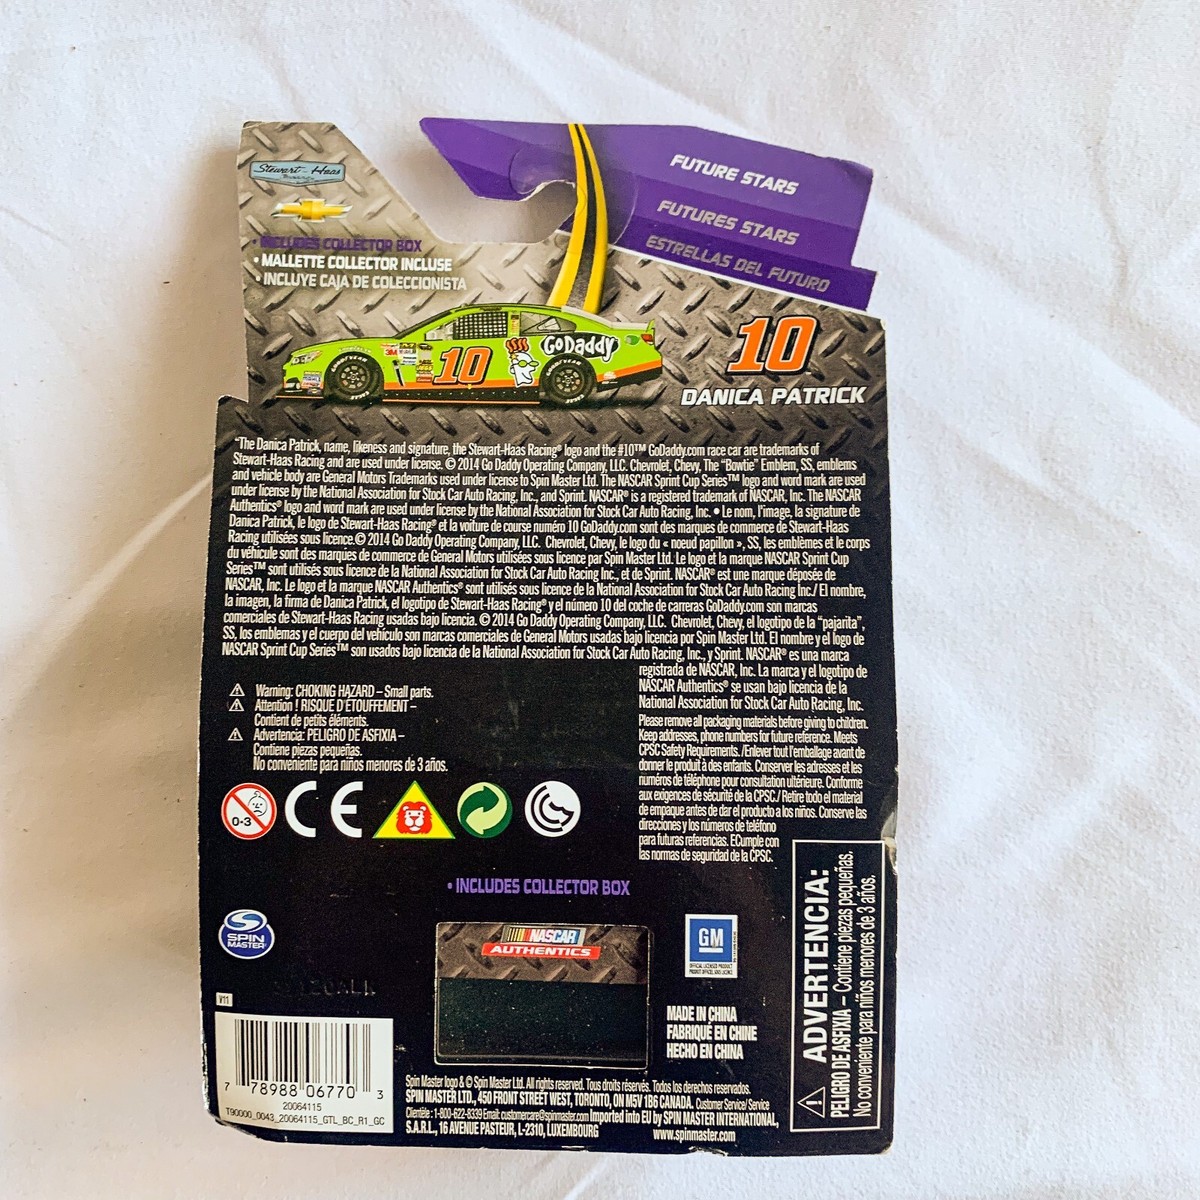 Stewart-Haas
Racing
FUTURE STARS
FUTURES STARS
ESTRELLAS DEL FUTURO
• INCLUDES COLLECTOR BOX
• MALLETTE COLLECTOR INCLUSE
• INCLUYE CAJA DE COLECCIONISTA
3M
GOODYEAR
10
GoDaddy
GOODYEAR
10
DANICA PATRICK
"The Danica Patrick, name, likeness and signature, the Stewart-Haas Racing® logo and the #10™ GoDaddy.com race car are trademarks of
Stewart-Haas Racing and are used under license. © 2014 Go Daddy Operating Company, LLC. Chevrolet, Chevy, The "Bowtie" Emblem, SS, emblems
and vehicle body are General Motors Trademarks used under license to Spin Master Ltd. The NASCAR Sprint Cup Series™ logo and word mark are used
under license by the National Association for Stock Car Auto Racing, Inc., and Sprint. NASCAR® is a registered trademark of NASCAR, Inc. The NASCAR
Authentics® logo and word mark are used under license by the National Association for Stock Car Auto Racing, Inc. • Le nom, l'image, la signature de
Danica Patrick, le logo de Stewart-Haas Racing® et la voiture de course numéro 10 GoDaddy.com sont des marques de commerce de Stewart-Haas
Racing utilisées sous licence.© 2014 Go Daddy Operating Company, LLC. Chevrolet, Chevy, le logo du « noeud papillon », SS, les emblèmes et le corps
du véhicule sont des marques de commerce de General Motors utilisées sous licence par Spin Master Ltd. Le logo et la marque NASCAR Sprint Cup
Series™ sont utilisés sous licence de la National Association for Stock Car Auto Racing Inc., et de Sprint. NASCAR® est une marque déposée de
NASCAR, Inc. Le logo et la marque NASCAR Authentics® sont utilisés sous licence de la National Association for Stock Car Auto Racing Inc./ El nombre,
la imagen, la firma de Danica Patrick, el logotipo de Stewart-Haas Racing® y el número 10 del coche de carreras GoDaddy.com son marcas
comerciales de Stewart-Haas Racing usadas bajo licencia. © 2014 Go Daddy Operating Company, LLC. Chevrolet, Chevy, el logotipo de la "pajarita",
SS, los emblemas y el cuerpo del vehículo son marcas comerciales de General Motors usadas bajo licencia por Spin Master Ltd. El nombre y el logo de
NASCAR Sprint Cup Series™ son usados bajo licencia de la National Association for Stock Car Auto Racing, Inc., y Sprint. NASCAR® es una marca
registrada de NASCAR, Inc. La marca y el logotipo de
NASCAR Authentics® se usan bajo licencia de la
National Association for Stock Car Auto Racing, Inc.
Please remove all packaging materials before giving to children.
Keep addresses, phone numbers for future reference. Meets
CPSC Safety Requirements. /Enlever tout l'emballage avant de
donner le produit à des enfants. Conserver les adresses et les
numéros de téléphone pour consultation ultérieure. Conforme
aux exigences de sécurité de la CPSC./ Retire todo el material
de empaque antes de dar el producto a los niños. Conserve las
direcciones y los números de teléfono
para futuras referencias. ECumple con
las normas de seguridad de la CPSC.
Warning: CHOKING HAZARD – Small parts.
Attention ! RISQUE D'ÉTOUFFEMENT –
Contient de petits éléments.
Advertencia: PELIGRO DE ASFIXIA –
Contiene piezas pequeñas.
No conveniente para niños menores de 3 años.
0-3
CE
• INCLUDES COLLECTOR BOX
SPIN
MASTER
NASCAR
AUTHENTICS
GM
OFFICIAL LICENSED PRODUCT
PRODUIT OFFICIEL SOUS LICENCE
MADE IN CHINA
FABRIQUÉ EN CHINE
HECHO EN CHINA
ADVERTENCIA:
PELIGRO DE ASFIXIA – Contiene piezas pequeñas.
No conveniente para niños menores de 3 años.
V11
7 78988 06770 3
20064115
T90000_0043_20064115_GTL_BC_R1_GC
Spin Master logo & © Spin Master Ltd. All rights reserved. Tous droits réservés. Todos los derechos reservados.
SPIN MASTER LTD., 450 FRONT STREET WEST, TORONTO, ON M5V 1B6 CANADA. Customer Service/ Service
Clientèle : 1-800-622-8339 Email: customercare@spinmaster.com Imported into EU by SPIN MASTER INTERNATIONAL,
S.A.R.L., 16 AVENUE PASTEUR, L-2310, LUXEMBOURG www.spinmaster.com